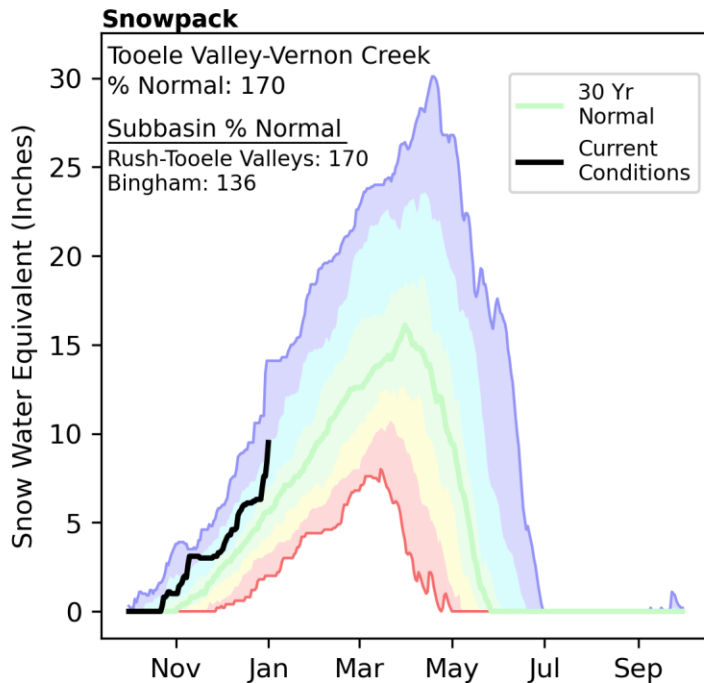 Snowpack
Tooele Valley-Vernon Creek
% Normal: 170
Subbasin % Normal
Rush-Tooele Valleys: 170
Bingham: 136
30 Yr
Normal
Current
Conditions
Snow Water Equivalent (Inches)
30
25
20
15
10
5
0
Nov
Jan
Mar
May
Jul
Sep